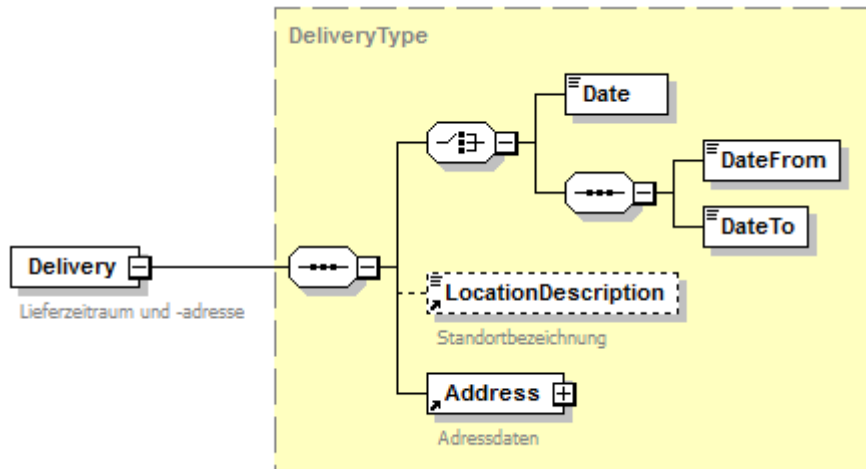 DeliveryType
Date
DateFrom
DateTo
Delivery
Lieferzeitraum und -adresse
LocationDescription
Standortbezeichnung
Address
Adressdaten